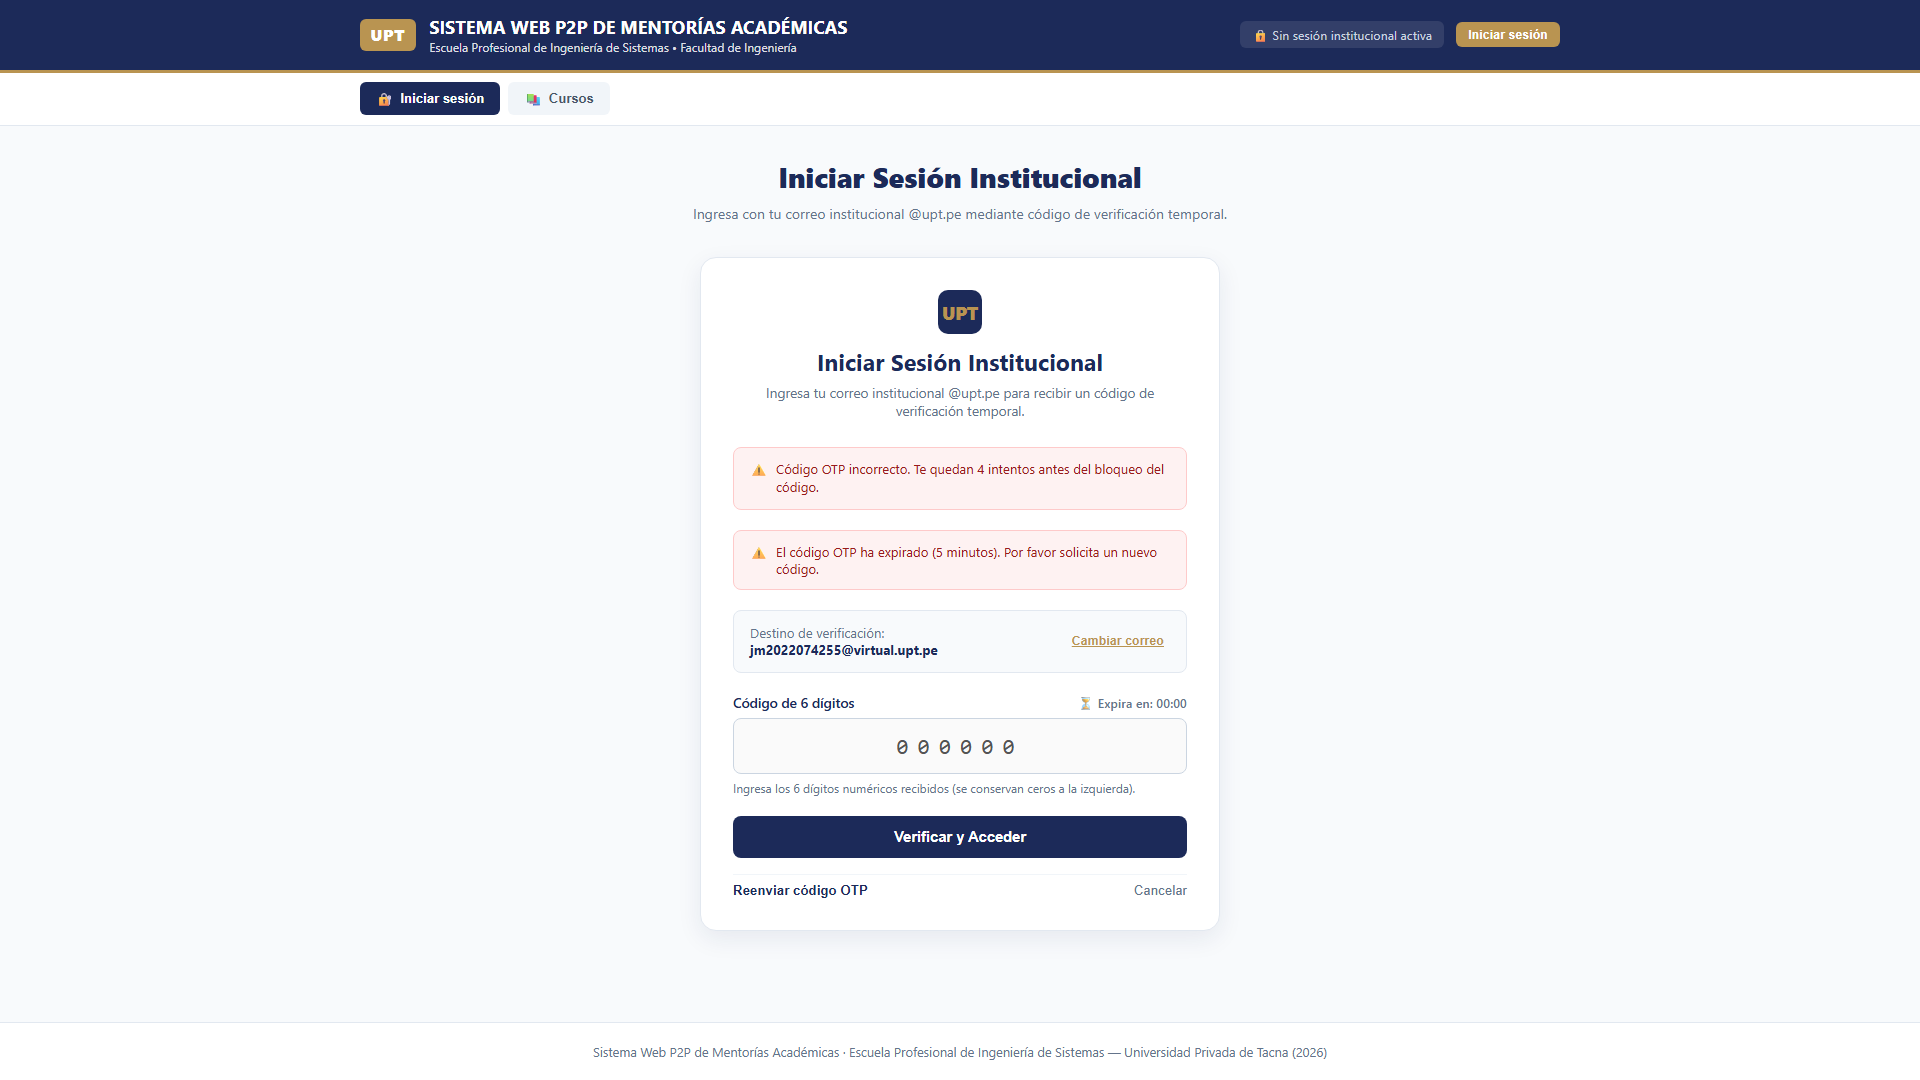 UPT
SISTEMA WEB P2P DE MENTORÍAS ACADÉMICAS
Escuela Profesional de Ingeniería de Sistemas • Facultad de Ingeniería
Sin sesión institucional activa
Iniciar sesión
Iniciar sesión
Cursos
Iniciar Sesión Institucional
Ingresa con tu correo institucional @upt.pe mediante código de verificación temporal.
UPT
Iniciar Sesión Institucional
Ingresa tu correo institucional @upt.pe para recibir un código de
verificación temporal.
Código OTP incorrecto. Te quedan 4 intentos antes del bloqueo del
código.
El código OTP ha expirado (5 minutos). Por favor solicita un nuevo
código.
Destino de verificación:
jm2022074255@virtual.upt.pe
Cambiar correo
Código de 6 dígitos
Expira en: 00:00
000000
Ingresa los 6 dígitos numéricos recibidos (se conservan ceros a la izquierda).
Verificar y Acceder
Reenviar código OTP
Cancelar
Sistema Web P2P de Mentorías Académicas · Escuela Profesional de Ingeniería de Sistemas — Universidad Privada de Tacna (2026)